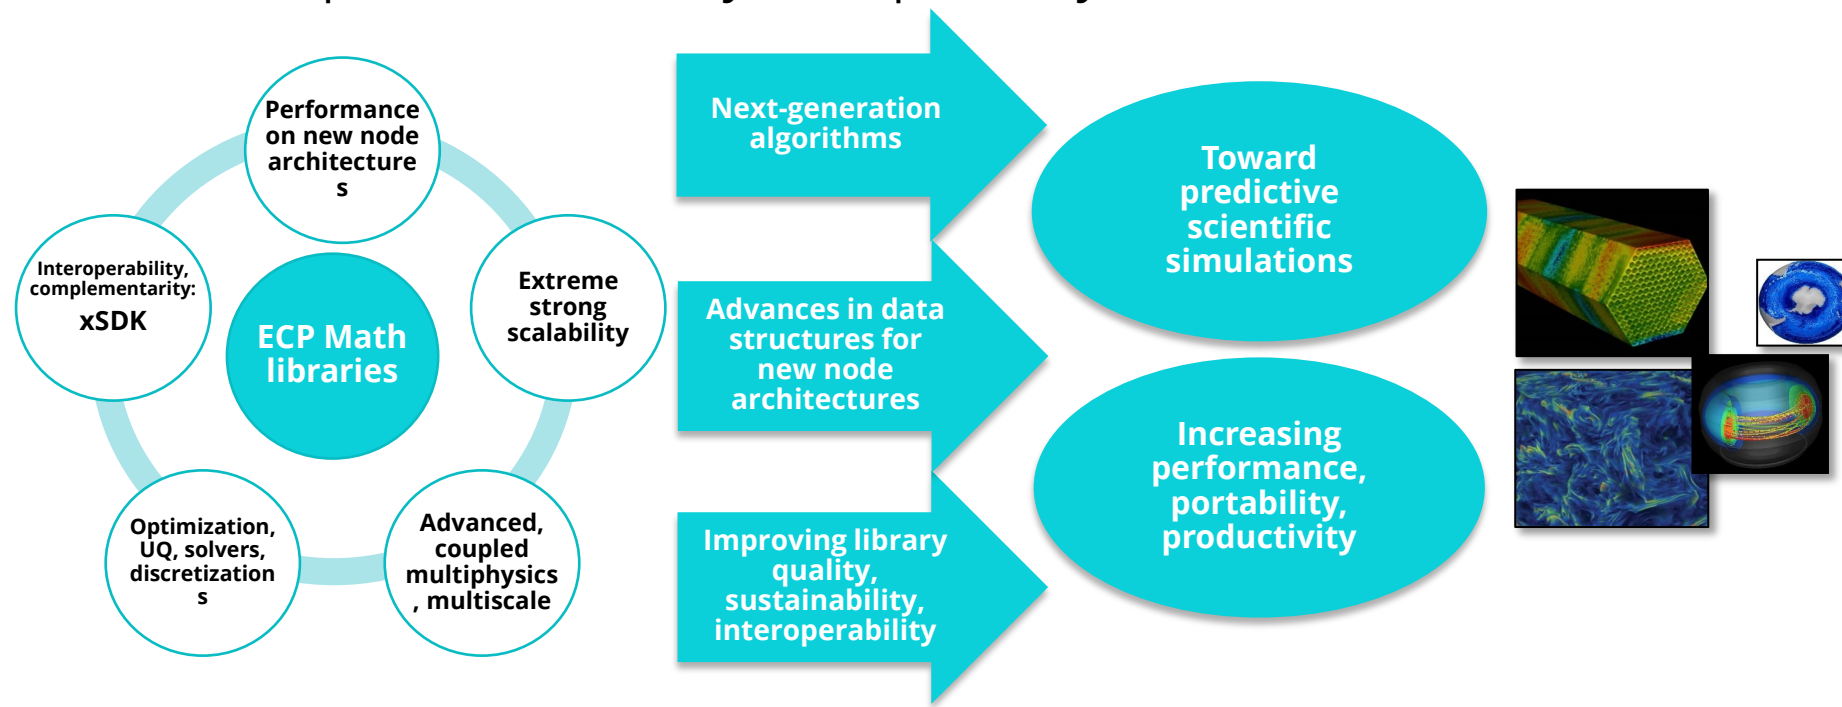 Performance
on new node
architecture
s
Interoperability,
complementarity:
xSDK
Extreme
strong
scalability
ECP Math
libraries
Optimization,
UQ, solvers,
discretization
s
Advanced,
coupled
multiphysics
, multiscale
Next-generation
algorithms
Advances in data
structures for
new node
architectures
Improving library
quality,
sustainability,
interoperability
Toward
predictive
scientific
simulations
Increasing
performance,
portability,
productivity